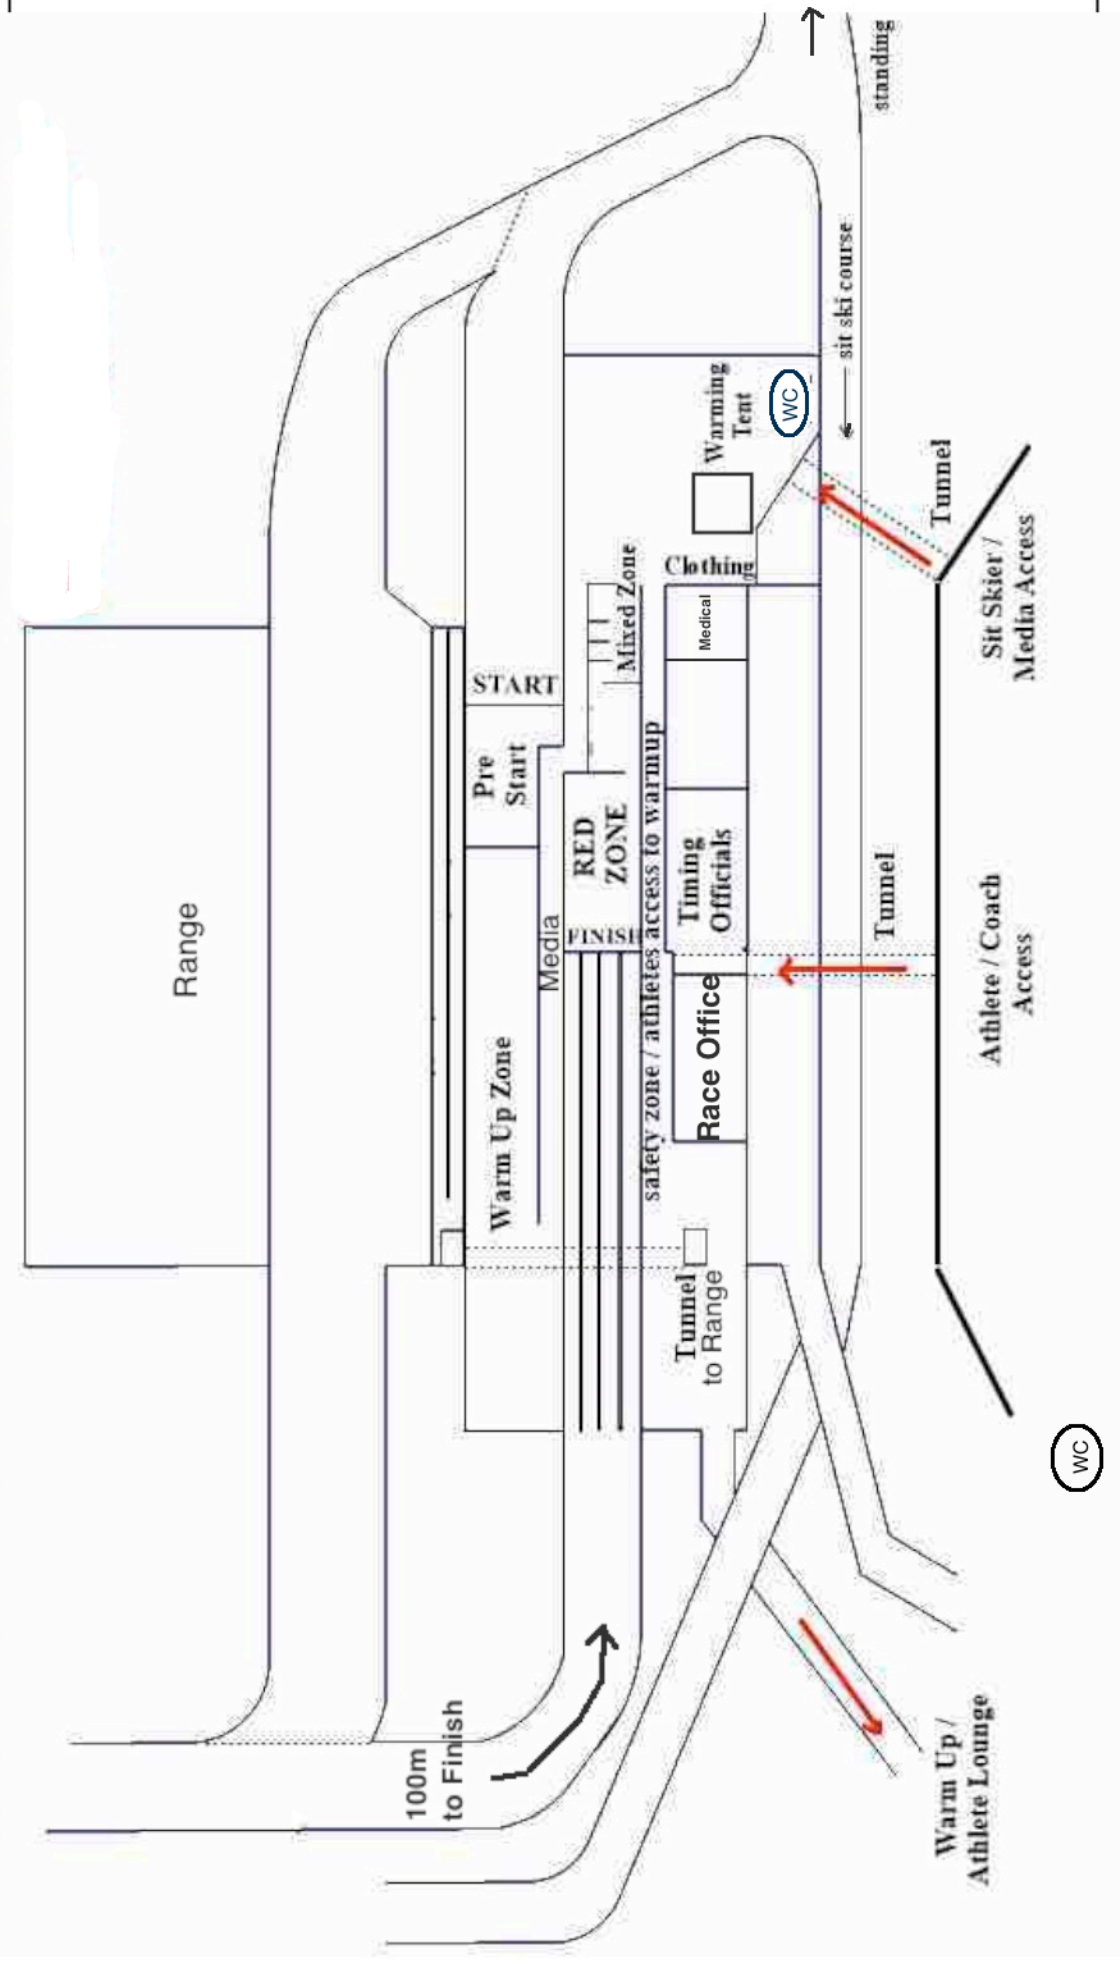 standing
sit ski course
Warming
Tent
WC
Tunnel
Sit Skier /
Media Access
Clothing
Mixed Zone
Medical
START
Pre
Start
RED
ZONE
safety zone / athletes access to warmup
Timing
Officials
Tunnel
Athlete / Coach
Access
Range
Media
FINISH
Race Office
Warm Up Zone
Tunnel
to Range
WC
100m
to Finish
Warm Up /
Athlete Lounge